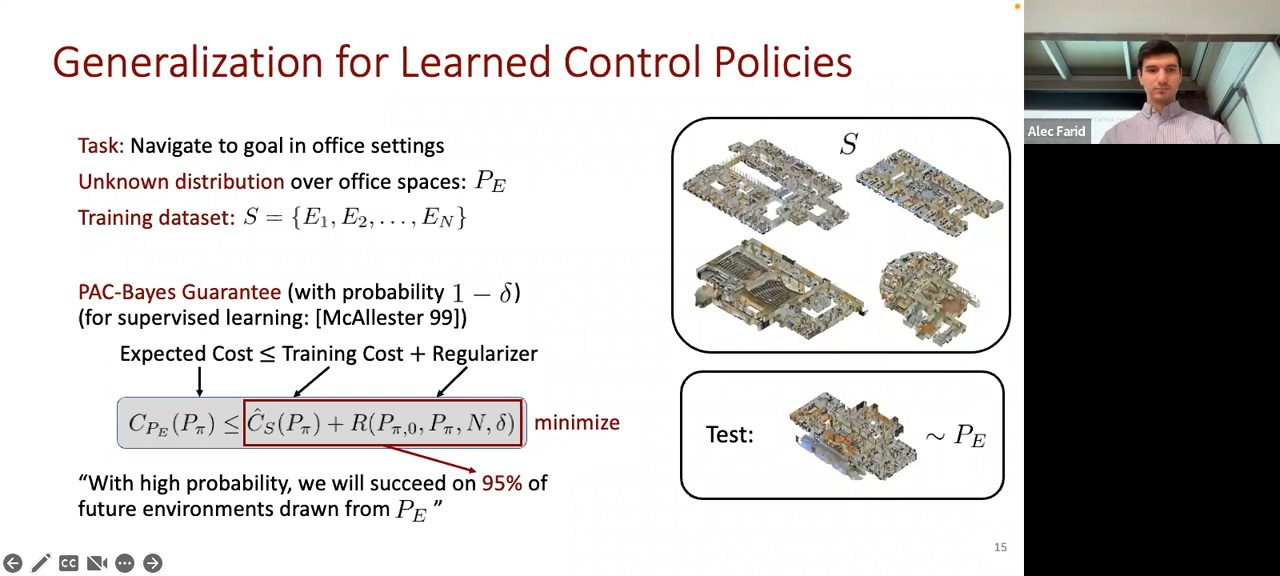 Generalization for Learned Control Policies
Task: Navigate to goal in office settings
Unknown distribution over office spaces: P_E
Training dataset: S = {E_1, E_2, . . . , E_N}
PAC-Bayes Guarantee (with probability 1 − δ)
(for supervised learning: [McAllester 99])
Expected Cost ≤ Training Cost + Regularizer
C_{P_E}(P_π) ≤ Ĉ_S(P_π) + R(P_{π,0}, P_π, N, δ) minimize
“With high probability, we will succeed on 95% of
future environments drawn from P_E ”
S
Test: ∼ P_E
15
CC
Alec Farid